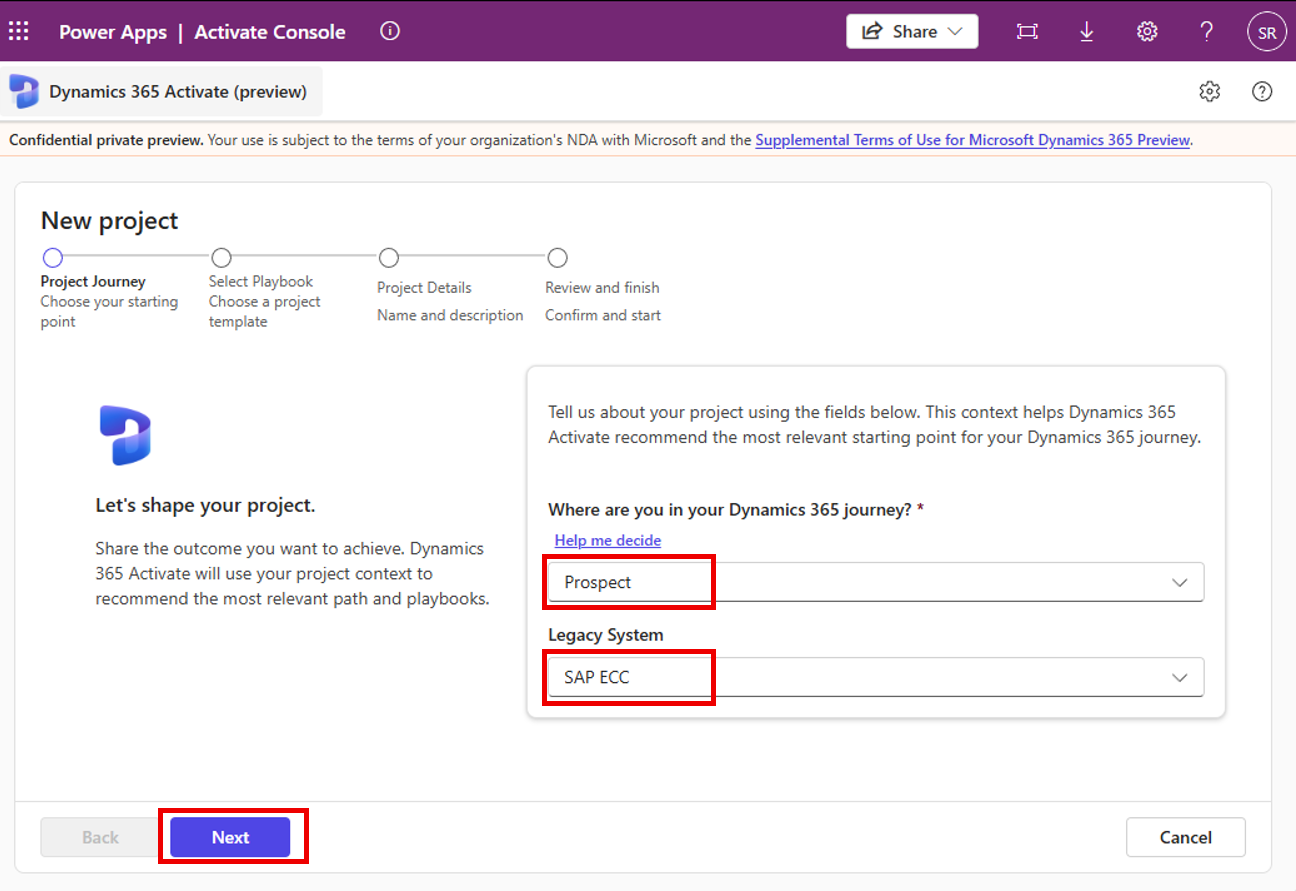 Power Apps | Activate Console
Share
SR
Dynamics 365 Activate (preview)
Confidential private preview. Your use is subject to the terms of your organization's NDA with Microsoft and the Supplemental Terms of Use for Microsoft Dynamics 365 Preview.
New project
Project Journey
Choose your starting
point
Select Playbook
Choose a project
template
Project Details
Name and description
Review and finish
Confirm and start
Let's shape your project.
Share the outcome you want to achieve. Dynamics
365 Activate will use your project context to
recommend the most relevant path and playbooks.
Tell us about your project using the fields below. This context helps Dynamics 365
Activate recommend the most relevant starting point for your Dynamics 365 journey.
Where are you in your Dynamics 365 journey? *
Help me decide
Prospect
Legacy System
SAP ECC
Back
Next
Cancel